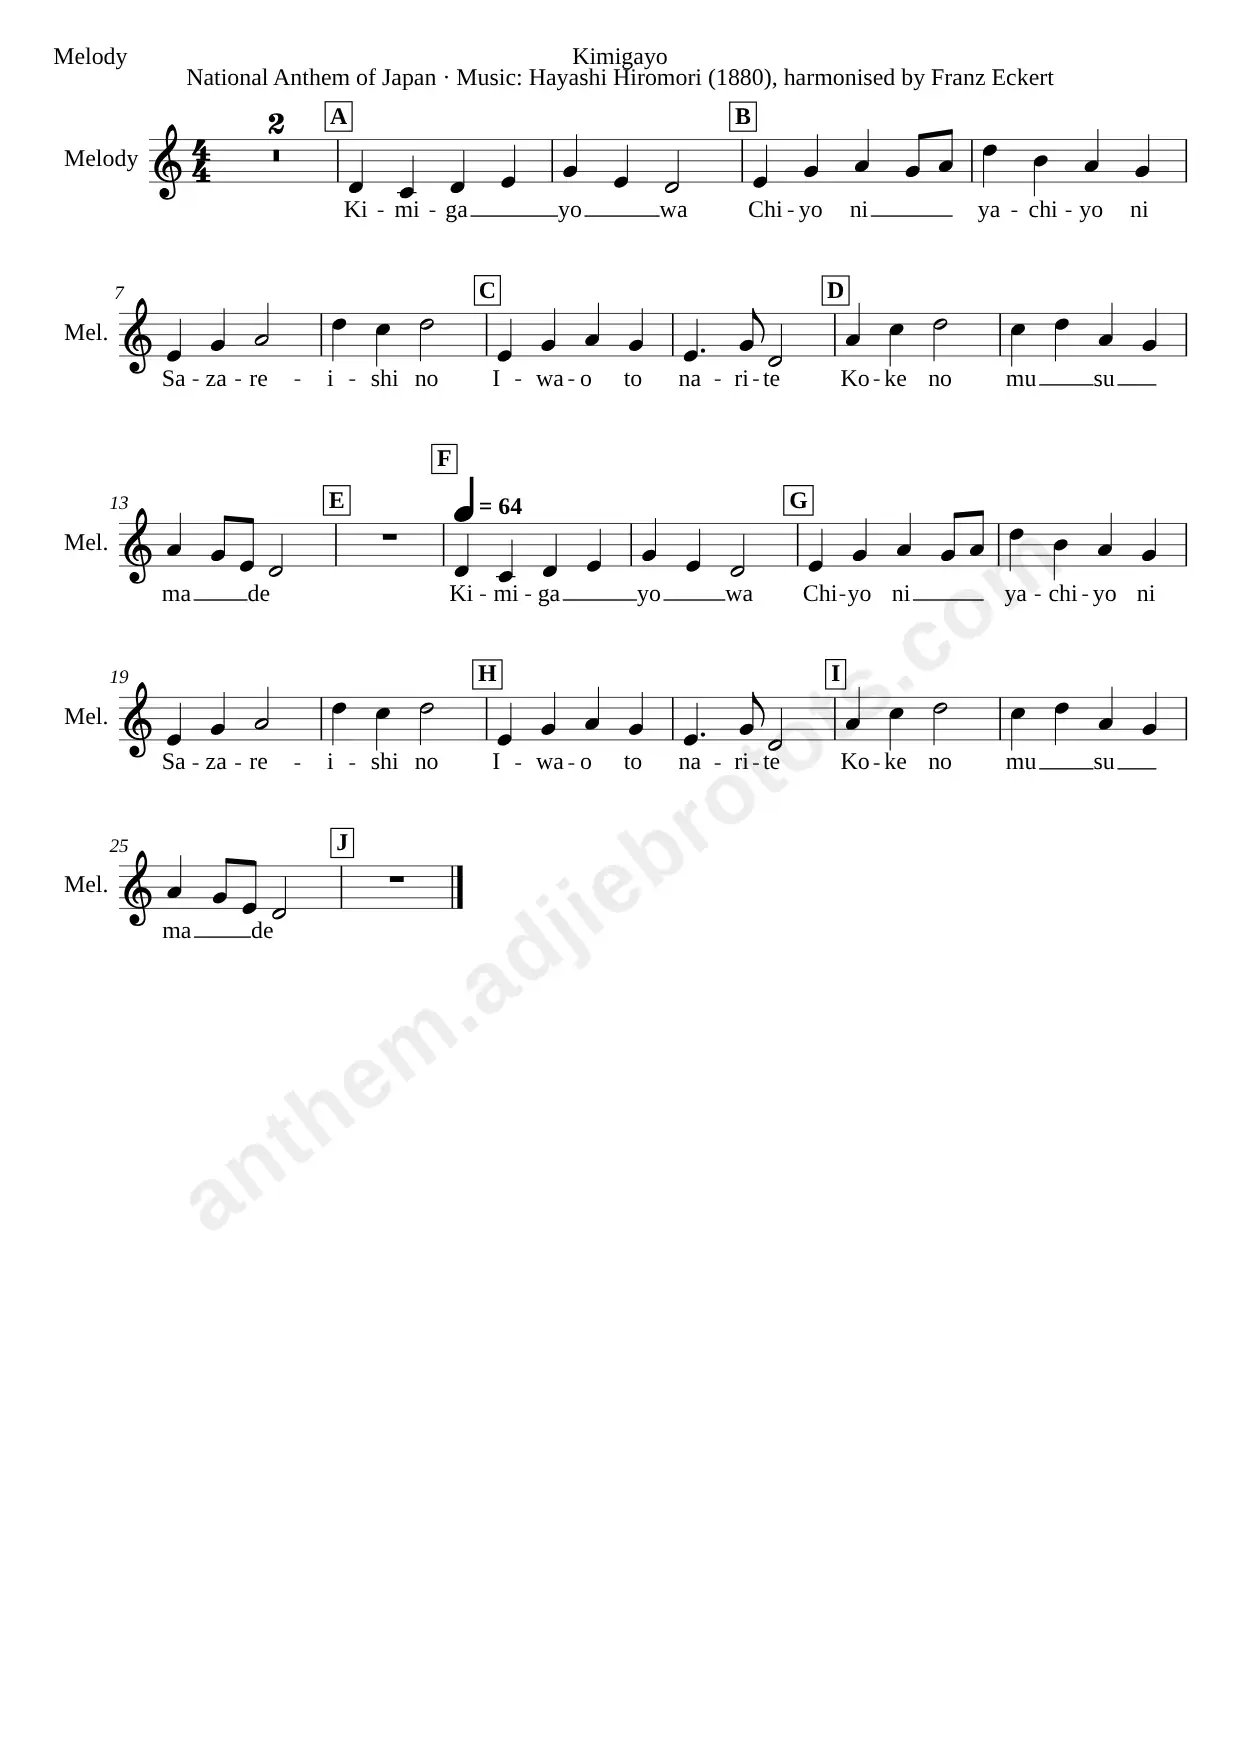 Melody
Kimigayo
National Anthem of Japan · Music: Hayashi Hiromori (1880), harmonised by Franz Eckert
2
A
B
Melody
4
4
Ki - mi - ga yo wa Chi - yo ni ya - chi - yo ni
7
C
D
Mel.
Sa - za - re - i - shi no I - wa - o to na - ri - te Ko - ke no mu su
13
E
F
= 64
G
Mel.
ma de Ki - mi - ga yo wa Chi - yo ni ya - chi - yo ni
19
H
I
Mel.
Sa - za - re - i - shi no I - wa - o to na - ri - te Ko - ke no mu su
25
J
Mel.
ma de
anthem.adjiebrotots.com